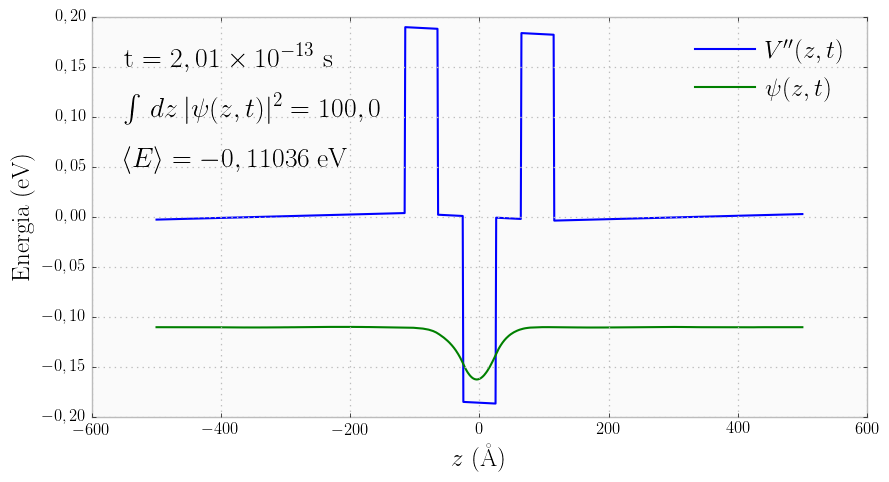 t = 2,01 × 10⁻¹³ s
∫ dz |ψ(z,t)|² = 100,0
⟨E⟩ = −0,11036 eV
V′′(z,t)
ψ(z,t)
Energia (eV)
0,20
0,15
0,10
0,05
0,00
−0,05
−0,10
−0,15
−0,20
−600 −400 −200 0 200 400 600
z (Å)